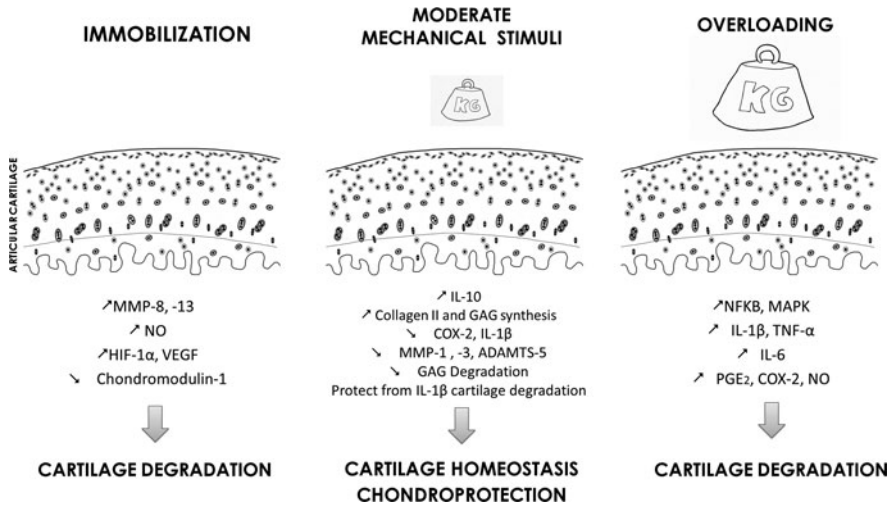 IMMOBILIZATION
ARTICULAR CARTILAGE
↗MMP-8, -13
↗NO
↗HIF-1α, VEGF
↘ Chondromodulin-1
CARTILAGE DEGRADATION
MODERATE
MECHANICAL STIMULI
KG
↗ IL-10
↗ Collagen II and GAG synthesis
↘ COX-2, IL-1β
↘ MMP-1 , -3, ADAMTS-5
↘ GAG Degradation
Protect from IL-1β cartilage degradation
CARTILAGE HOMEOSTASIS
CHONDROPROTECTION
OVERLOADING
KG
↗NFKB, MAPK
↗ IL-1β, TNF-α
↗ IL-6
↗ PGE₂, COX-2, NO
CARTILAGE DEGRADATION